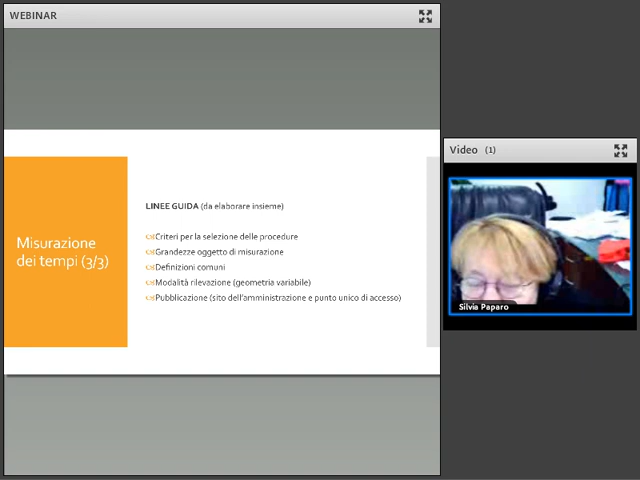 WEBINAR
Misurazione
dei tempi (3/3)
LINEE GUIDA (da elaborare insieme)
Criteri per la selezione delle procedure
Grandezze oggetto di misurazione
Definizioni comuni
Modalità rilevazione (geometria variabile)
Pubblicazione (sito dell'amministrazione e punto unico di accesso)
Video (1)
Silvia Paparo